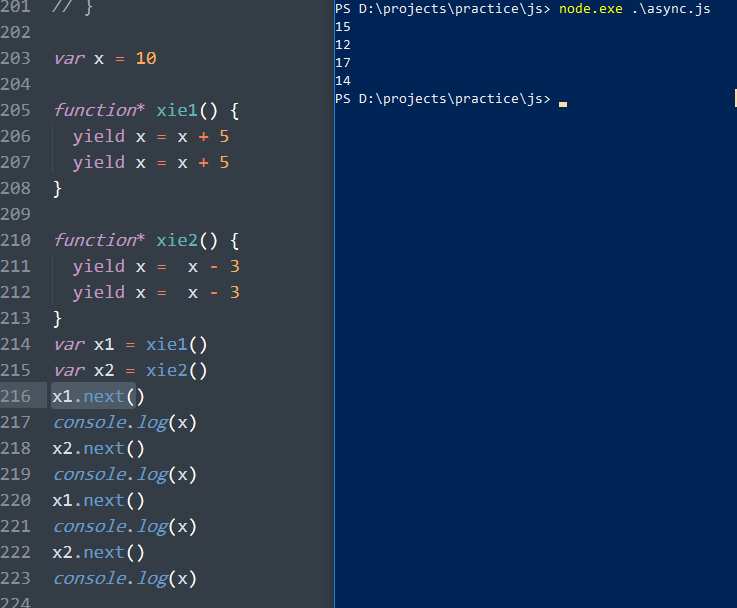 201 // }
202
203 var x = 10
204
205 function* xie1() {
206 yield x = x + 5
207 yield x = x + 5
208 }
209
210 function* xie2() {
211 yield x =  x - 3
212 yield x =  x - 3
213 }
214 var x1 = xie1()
215 var x2 = xie2()
216 x1.next()
217 console.log(x)
218 x2.next()
219 console.log(x)
220 x1.next()
221 console.log(x)
222 x2.next()
223 console.log(x)
224
PS D:\projects\practice\js> node.exe .\async.js
15
12
17
14
PS D:\projects\practice\js>